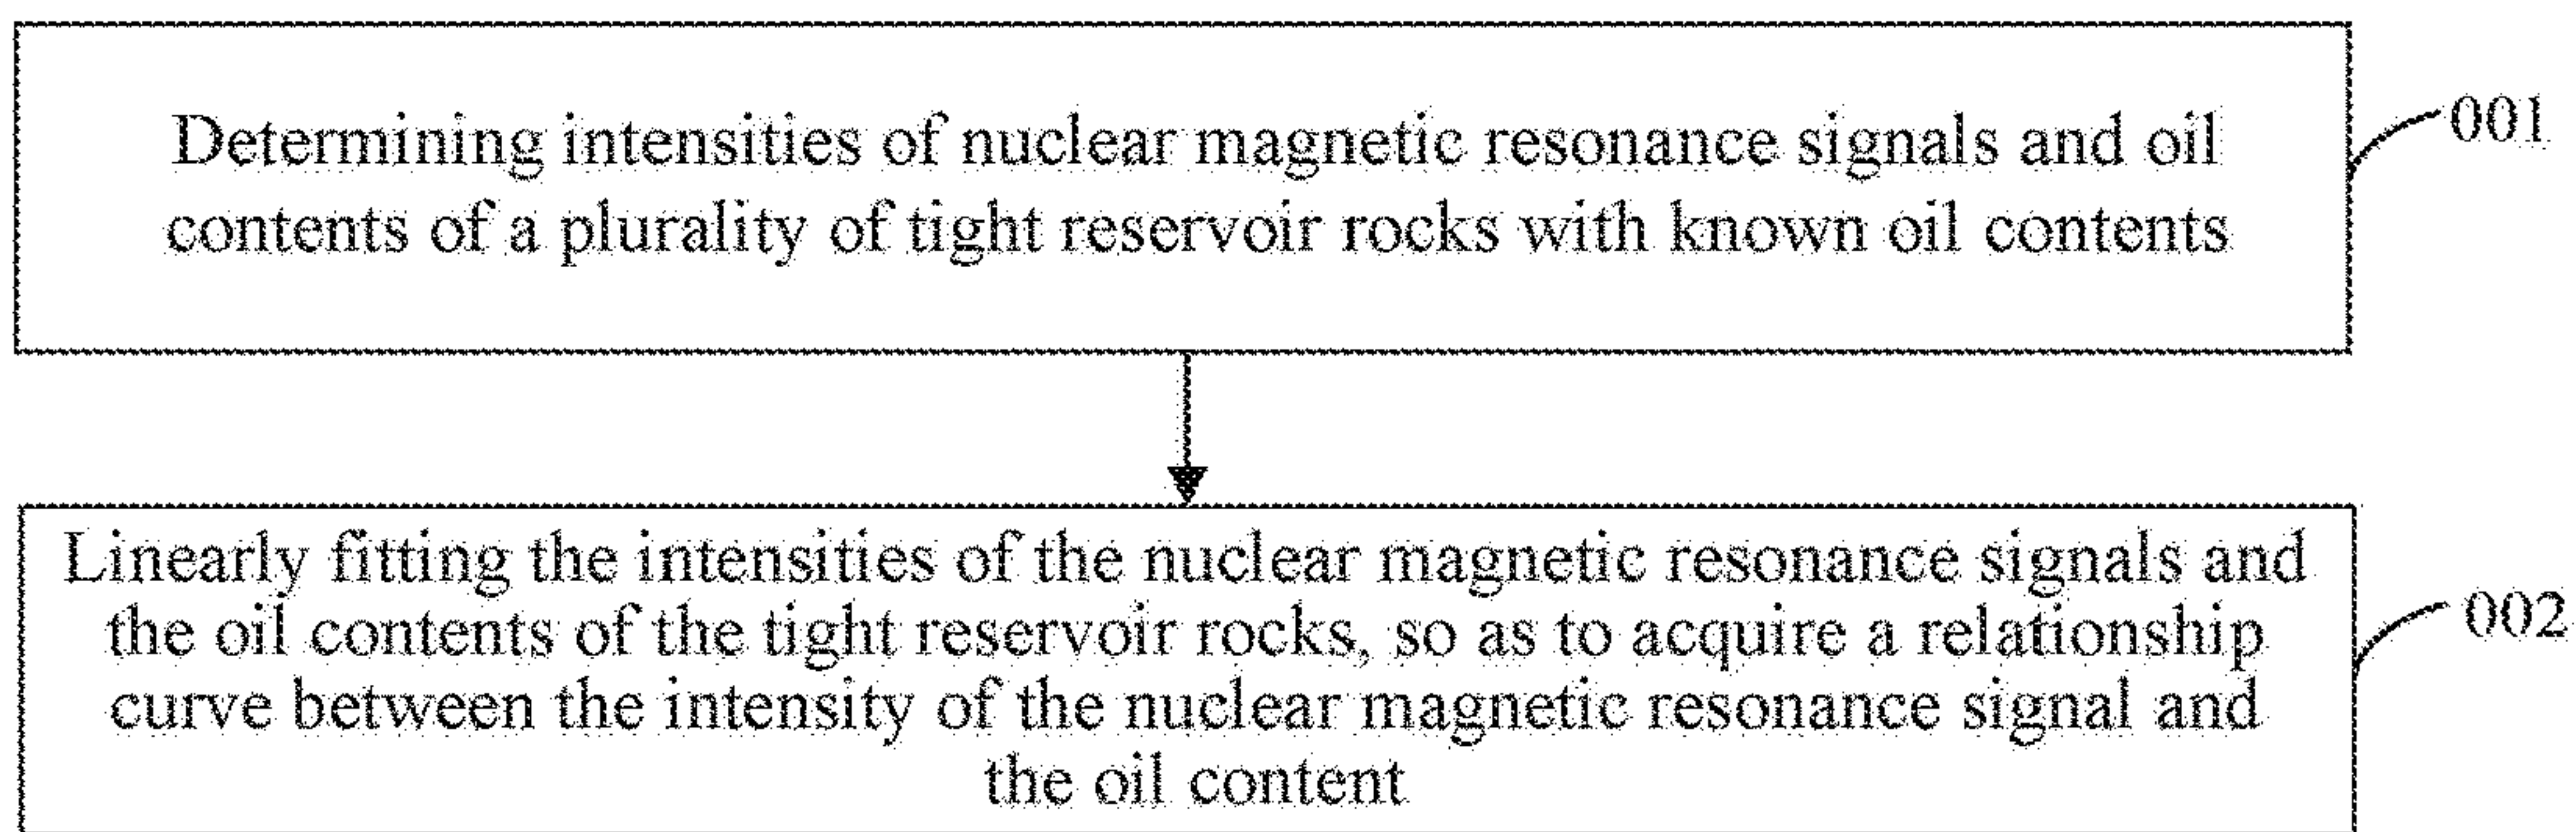 Determining intensities of nuclear magnetic resonance signals and oil
contents of a plurality of tight reservoir rocks with known oil contents
001
Linearly fitting the intensities of the nuclear magnetic resonance signals and
the oil contents of the tight reservoir rocks, so as to acquire a relationship
curve between the intensity of the nuclear magnetic resonance signal and
the oil content
002